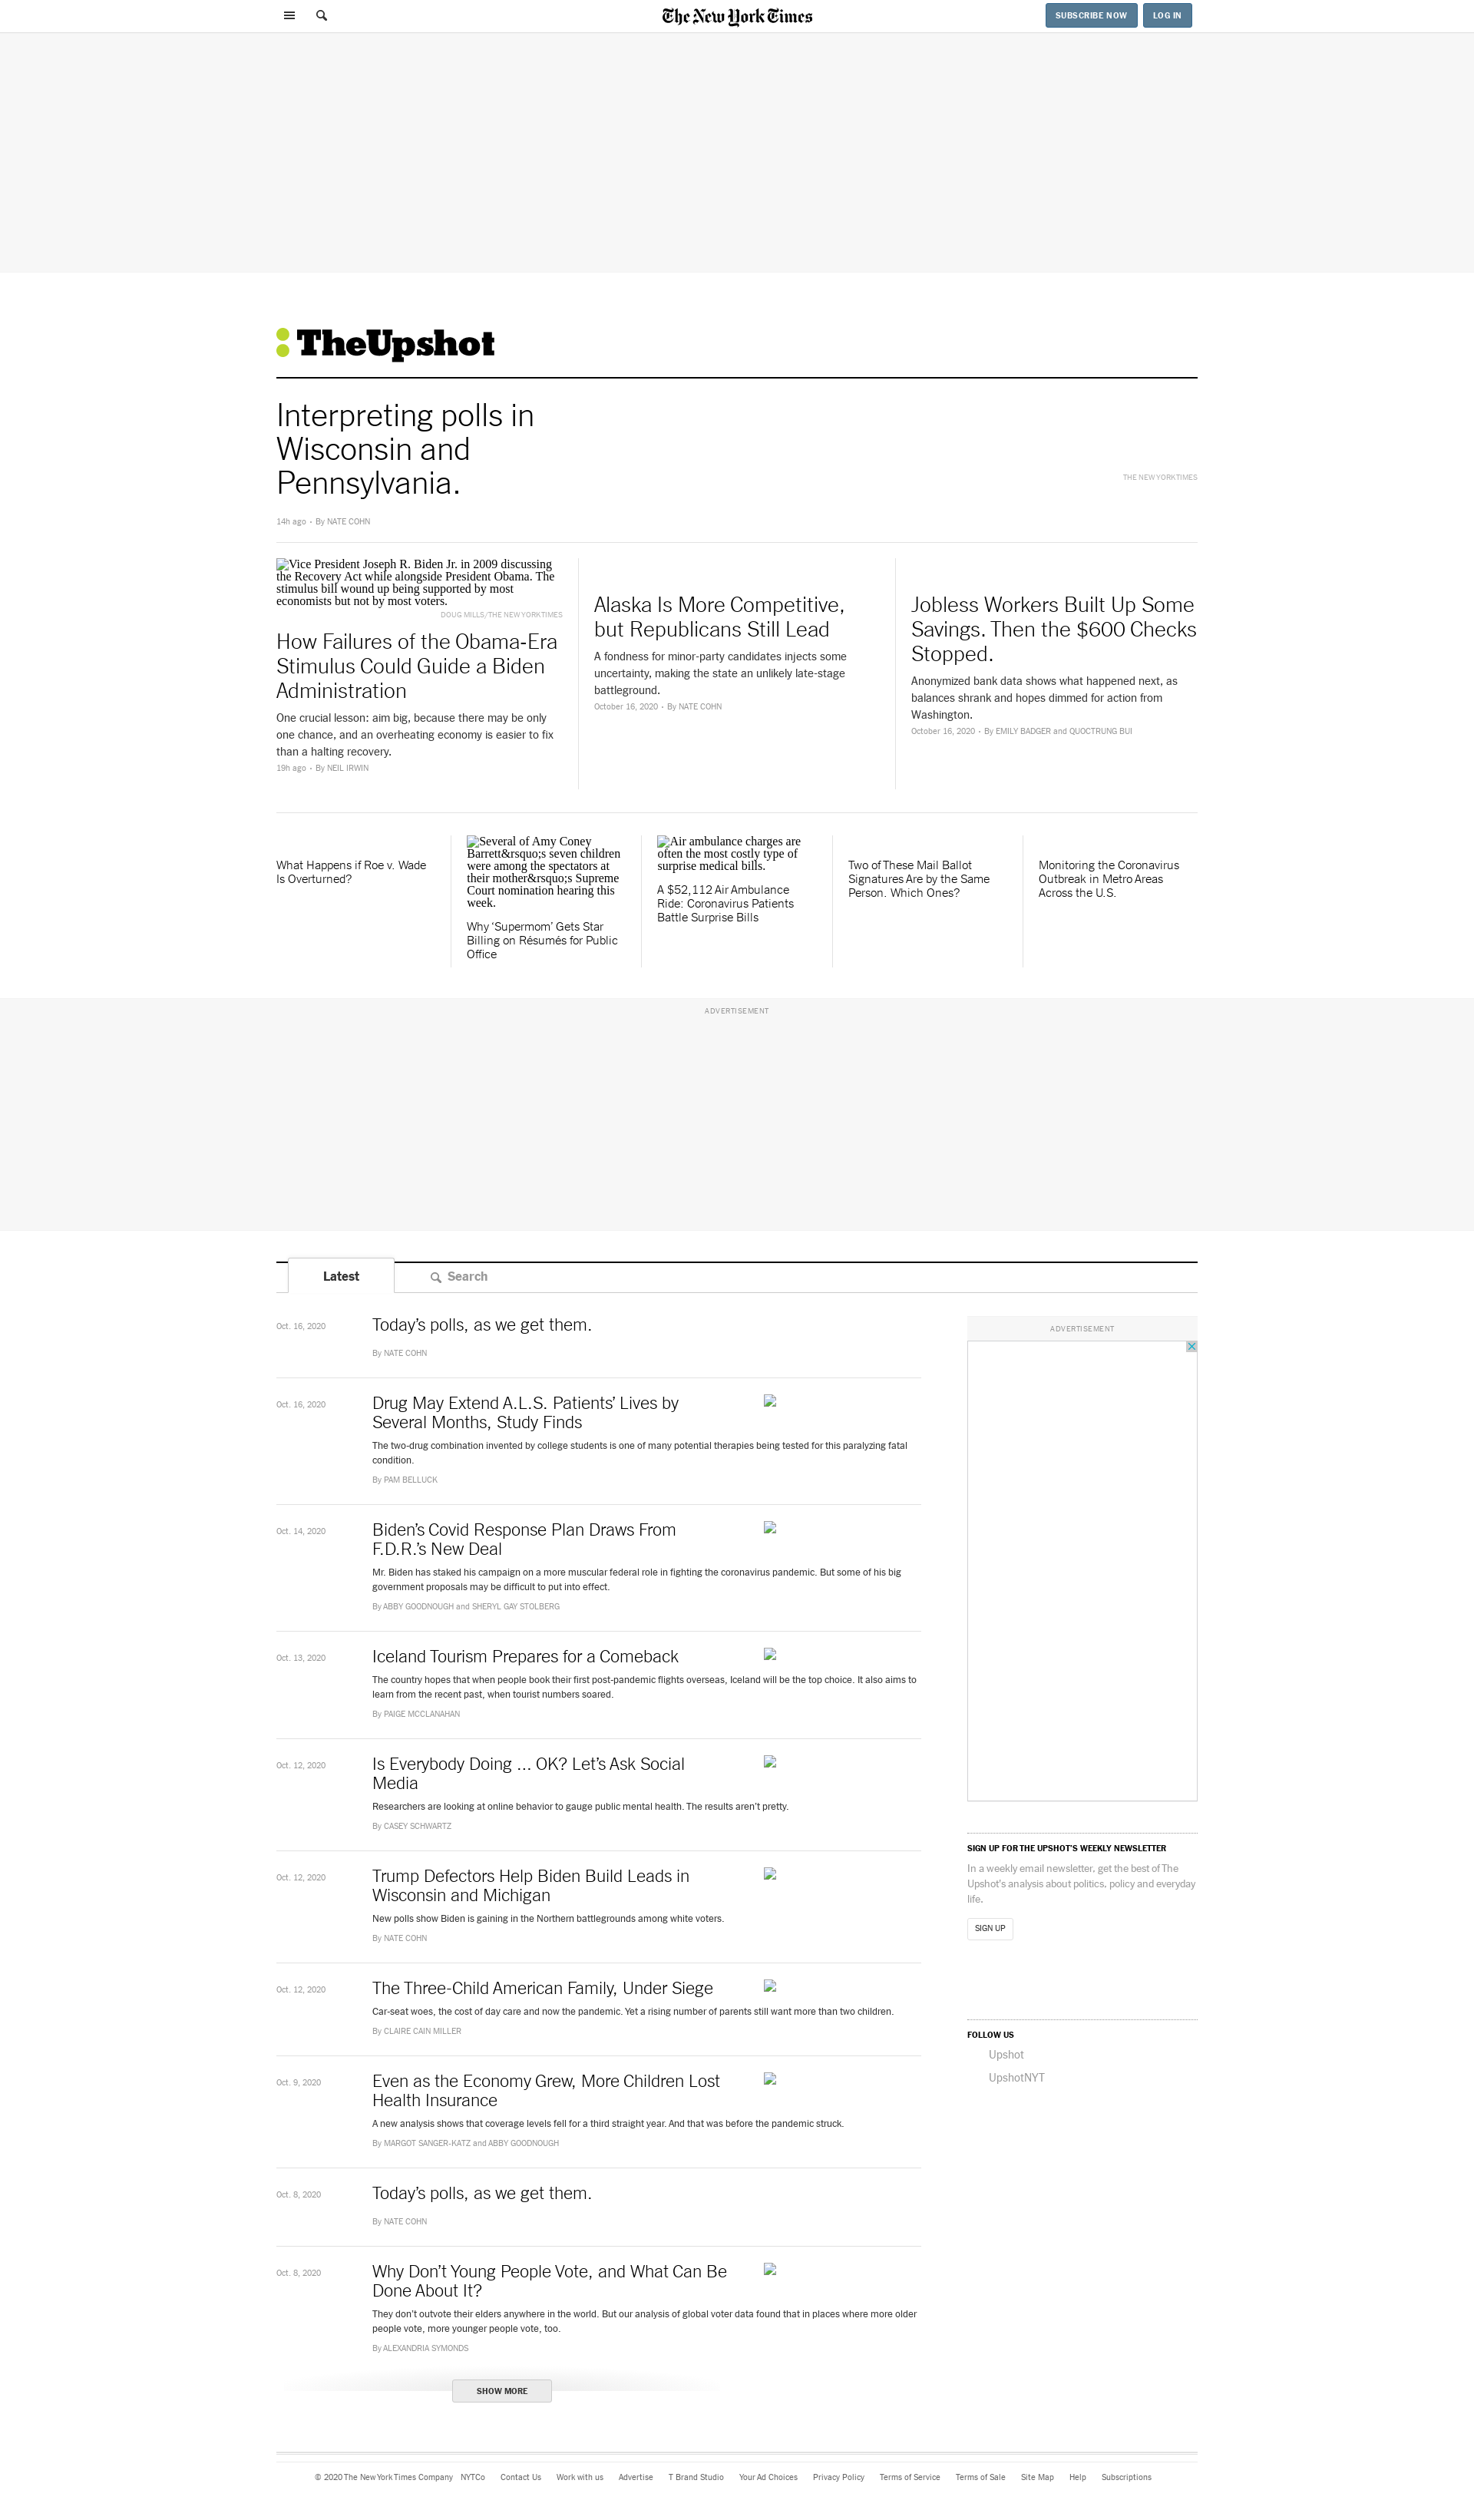 The New York Times
SUBSCRIBE NOW
LOG IN
TheUpshot
Interpreting polls in
Wisconsin and
Pennsylvania.
THE NEW YORK TIMES
14h ago • By NATE COHN
Vice President Joseph R. Biden Jr. in 2009 discussing
the Recovery Act while alongside President Obama. The
stimulus bill wound up being supported by most
economists but not by most voters.
DOUG MILLS/THE NEW YORK TIMES
How Failures of the Obama-Era
Stimulus Could Guide a Biden
Administration
One crucial lesson: aim big, because there may be only
one chance, and an overheating economy is easier to fix
than a halting recovery.
19h ago • By NEIL IRWIN
Alaska Is More Competitive,
but Republicans Still Lead
A fondness for minor-party candidates injects some
uncertainty, making the state an unlikely late-stage
battleground.
October 16, 2020 • By NATE COHN
Jobless Workers Built Up Some
Savings. Then the $600 Checks
Stopped.
Anonymized bank data shows what happened next, as
balances shrank and hopes dimmed for action from
Washington.
October 16, 2020 • By EMILY BADGER and QUOCTRUNG BUI
What Happens if Roe v. Wade
Is Overturned?
Several of Amy Coney
Barrett&rsquo;s seven children
were among the spectators at
their mother&rsquo;s Supreme
Court nomination hearing this
week.
Why ‘Supermom’ Gets Star
Billing on Résumés for Public
Office
Air ambulance charges are
often the most costly type of
surprise medical bills.
A $52,112 Air Ambulance
Ride: Coronavirus Patients
Battle Surprise Bills
Two of These Mail Ballot
Signatures Are by the Same
Person. Which Ones?
Monitoring the Coronavirus
Outbreak in Metro Areas
Across the U.S.
ADVERTISEMENT
Latest
Search
Oct. 16, 2020
Today’s polls, as we get them.
By NATE COHN
Oct. 16, 2020
Drug May Extend A.L.S. Patients’ Lives by
Several Months, Study Finds
The two-drug combination invented by college students is one of many potential therapies being tested for this paralyzing fatal
condition.
By PAM BELLUCK
Oct. 14, 2020
Biden’s Covid Response Plan Draws From
F.D.R.’s New Deal
Mr. Biden has staked his campaign on a more muscular federal role in fighting the coronavirus pandemic. But some of his big
government proposals may be difficult to put into effect.
By ABBY GOODNOUGH and SHERYL GAY STOLBERG
Oct. 13, 2020
Iceland Tourism Prepares for a Comeback
The country hopes that when people book their first post-pandemic flights overseas, Iceland will be the top choice. It also aims to
learn from the recent past, when tourist numbers soared.
By PAIGE MCCLANAHAN
Oct. 12, 2020
Is Everybody Doing ... OK? Let’s Ask Social
Media
Researchers are looking at online behavior to gauge public mental health. The results aren’t pretty.
By CASEY SCHWARTZ
Oct. 12, 2020
Trump Defectors Help Biden Build Leads in
Wisconsin and Michigan
New polls show Biden is gaining in the Northern battlegrounds among white voters.
By NATE COHN
Oct. 12, 2020
The Three-Child American Family, Under Siege
Car-seat woes, the cost of day care and now the pandemic. Yet a rising number of parents still want more than two children.
By CLAIRE CAIN MILLER
Oct. 9, 2020
Even as the Economy Grew, More Children Lost
Health Insurance
A new analysis shows that coverage levels fell for a third straight year. And that was before the pandemic struck.
By MARGOT SANGER-KATZ and ABBY GOODNOUGH
Oct. 8, 2020
Today’s polls, as we get them.
By NATE COHN
Oct. 8, 2020
Why Don’t Young People Vote, and What Can Be
Done About It?
They don’t outvote their elders anywhere in the world. But our analysis of global voter data found that in places where more older
people vote, more younger people vote, too.
By ALEXANDRIA SYMONDS
SHOW MORE
ADVERTISEMENT
SIGN UP FOR THE UPSHOT’S WEEKLY NEWSLETTER
In a weekly email newsletter, get the best of The
Upshot’s analysis about politics, policy and everyday
life.
SIGN UP
FOLLOW US
Upshot
UpshotNYT
© 2020 The New York Times Company NYTCo Contact Us Work with us Advertise T Brand Studio Your Ad Choices Privacy Policy Terms of Service Terms of Sale Site Map Help Subscriptions